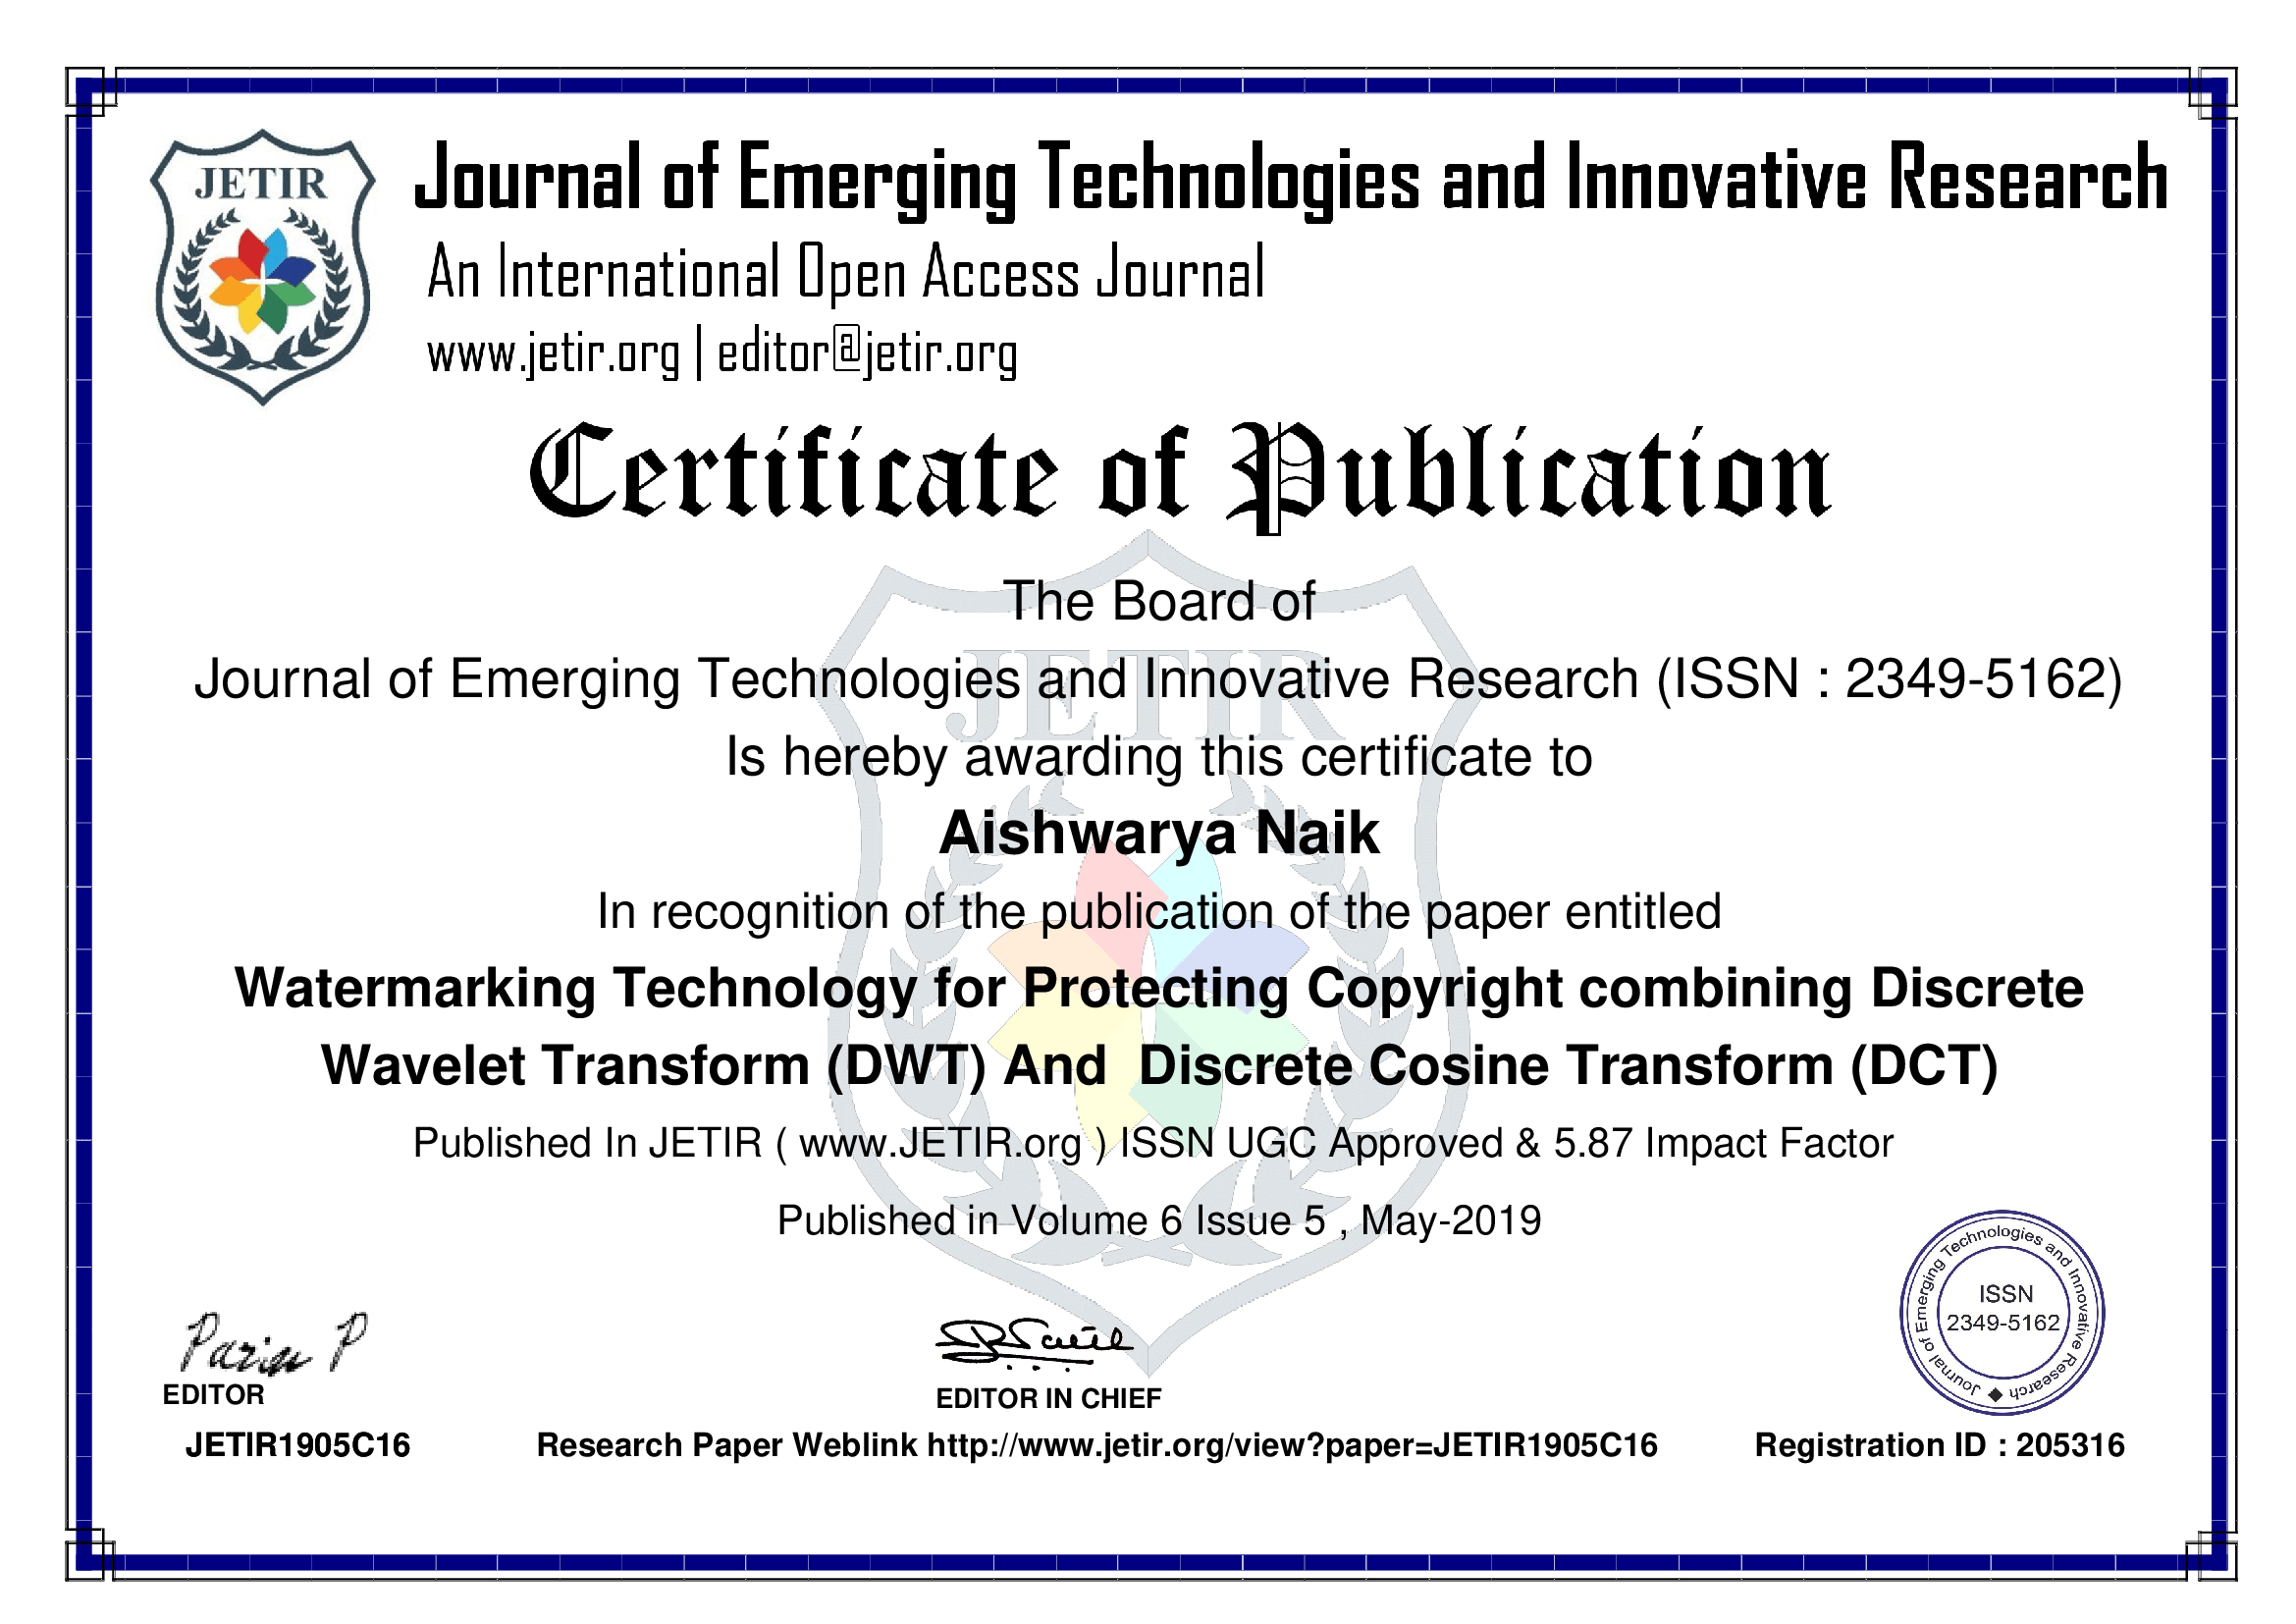 JETIR
Journal of Emerging Technologies and Innovative Research
An International Open Access Journal
www.jetir.org | editor@jetir.org
Certificate of Publication
The Board of
Journal of Emerging Technologies and Innovative Research (ISSN : 2349-5162)
JETIR
Is hereby awarding this certificate to
Aishwarya Naik
In recognition of the publication of the paper entitled
Watermarking Technology for Protecting Copyright combining Discrete
Wavelet Transform (DWT) And Discrete Cosine Transform (DCT)
Published In JETIR ( www.JETIR.org ) ISSN UGC Approved & 5.87 Impact Factor
Published in Volume 6 Issue 5 , May-2019
Journal of Emerging Technologies and Innovative Research
ISSN
2349-5162
EDITOR
EDITOR IN CHIEF
JETIR1905C16
Research Paper Weblink http://www.jetir.org/view?paper=JETIR1905C16
Registration ID : 205316